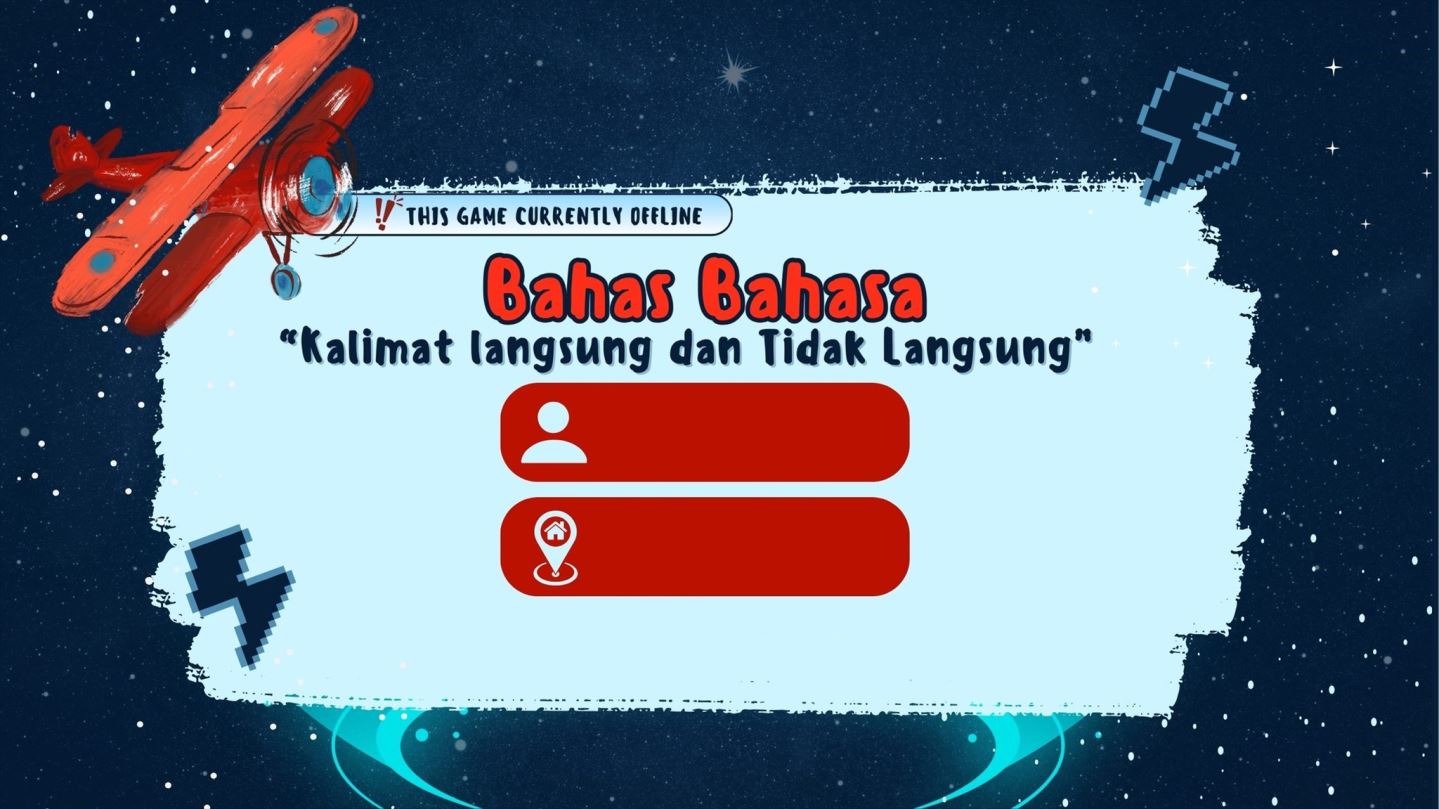 !! THIS GAME CURRENTLY OFFLINE
Bahas Bahasa
“Kalimat langsung dan Tidak Langsung”